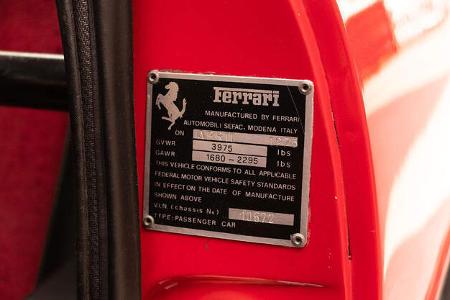 Ferrari
MANUFACTURED BY FERRARI
AUTOMOBILI SEFAC. MODENA ITALY
ON
GVWR 3975 lbs
GAWR 1680-2295 lbs
THIS VEHICLE CONFORMS TO ALL APPLICABLE
FEDERAL MOTOR VEHICLE SAFETY STANDARDS
IN EFFECT ON THE DATE OF MANUFACTURE
SHOWN ABOVE
V.I.N. (chassis No)
TYPE: PASSENGER CAR